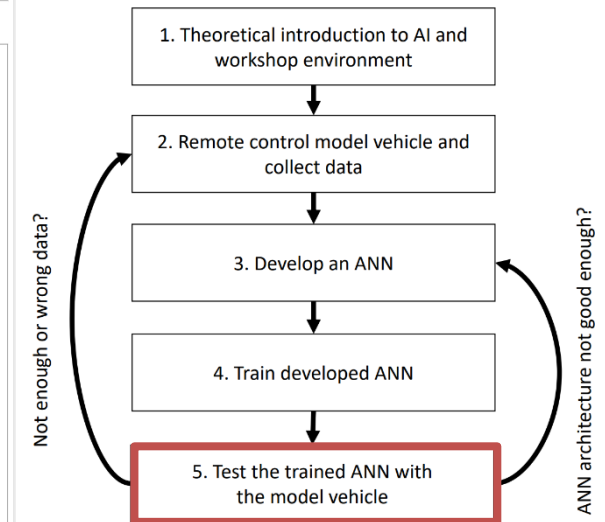 1. Theoretical introduction to AI and
workshop environment
2. Remote control model vehicle and
collect data
Not enough or wrong data?
ANN architecture not good enough?
3. Develop an ANN
4. Train developed ANN
5. Test the trained ANN with
the model vehicle